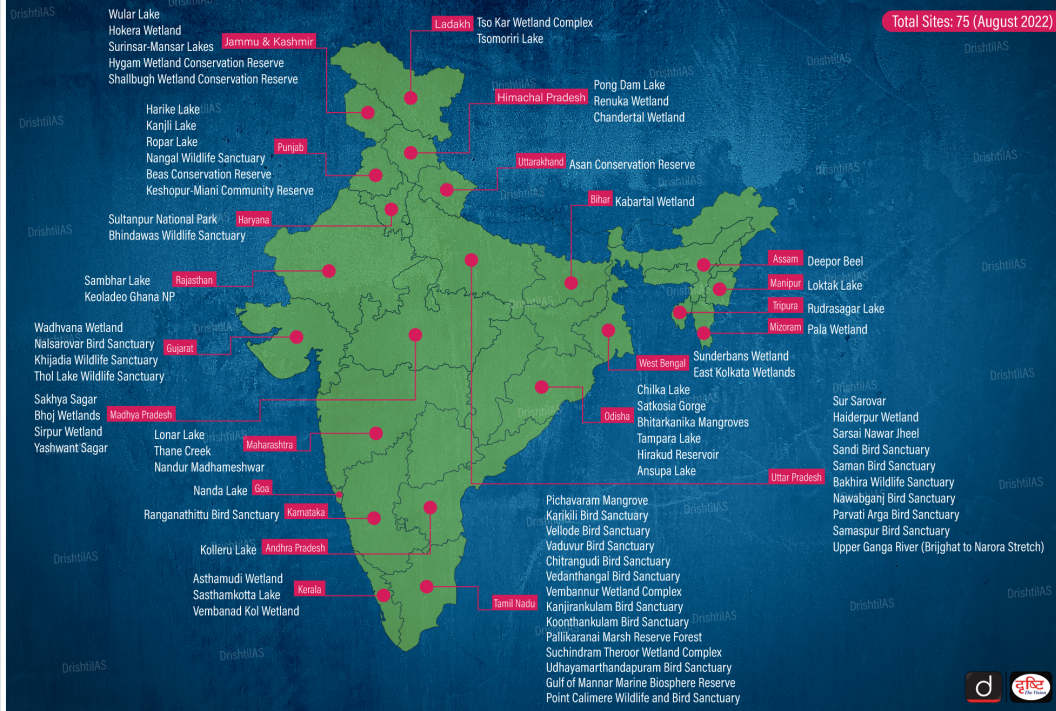 Total Sites: 75 (August 2022)
Wular Lake
Hokera Wetland
Surinsar-Mansar Lakes
Hygam Wetland Conservation Reserve
Shallbugh Wetland Conservation Reserve
Jammu & Kashmir
Ladakh
Tso Kar Wetland Complex
Tsomoriri Lake
Himachal Pradesh
Pong Dam Lake
Renuka Wetland
Chandertal Wetland
Harike Lake
Kanjli Lake
Ropar Lake
Nangal Wildlife Sanctuary
Beas Conservation Reserve
Keshopur-Miani Community Reserve
Punjab
Uttarakhand
Asan Conservation Reserve
Bihar
Kabartal Wetland
Sultanpur National Park
Bhindawas Wildlife Sanctuary
Haryana
Sambhar Lake
Keoladeo Ghana NP
Rajasthan
Assam
Deepor Beel
Manipur
Loktak Lake
Tripura
Rudrasagar Lake
Mizoram
Pala Wetland
Wadhvana Wetland
Nalsarovar Bird Sanctuary
Khijadia Wildlife Sanctuary
Thol Lake Wildlife Sanctuary
Gujarat
West Bengal
Sunderbans Wetland
East Kolkata Wetlands
Sakhya Sagar
Bhoj Wetlands
Sirpur Wetland
Yashwant Sagar
Madhya Pradesh
Odisha
Chilka Lake
Satkosia Gorge
Bhitarkanika Mangroves
Tampara Lake
Hirakud Reservoir
Ansupa Lake
Lonar Lake
Thane Creek
Nandur Madhameshwar
Maharashtra
Uttar Pradesh
Sur Sarovar
Haiderpur Wetland
Sarsai Nawar Jheel
Sandi Bird Sanctuary
Saman Bird Sanctuary
Bakhira Wildlife Sanctuary
Nawabganj Bird Sanctuary
Parvati Arga Bird Sanctuary
Samaspur Bird Sanctuary
Upper Ganga River (Brijghat to Narora Stretch)
Nanda Lake
Goa
Ranganathittu Bird Sanctuary
Karnataka
Kolleru Lake
Andhra Pradesh
Asthamudi Wetland
Sasthamkotta Lake
Vembanad Kol Wetland
Kerala
Tamil Nadu
Pichavaram Mangrove
Karikili Bird Sanctuary
Vellode Bird Sanctuary
Vaduvur Bird Sanctuary
Chitrangudi Bird Sanctuary
Vedanthangal Bird Sanctuary
Vembannur Wetland Complex
Kanjirankulam Bird Sanctuary
Koonthankulam Bird Sanctuary
Pallikaranai Marsh Reserve Forest
Suchindram Theroor Wetland Complex
Udhayamarthandapuram Bird Sanctuary
Gulf of Mannar Marine Biosphere Reserve
Point Calimere Wildlife and Bird Sanctuary
DrishtiIAS
d
दृष्टि
The Vision